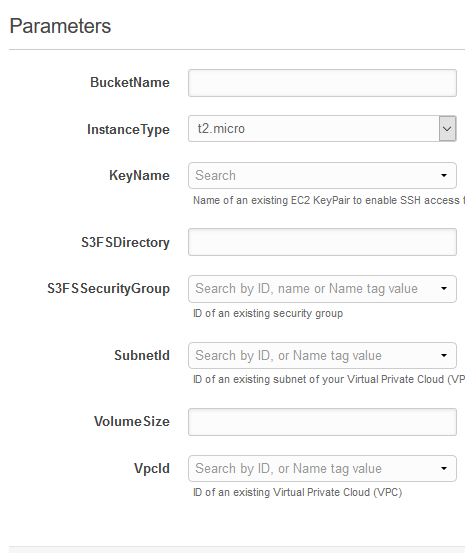 Parameters
BucketName
InstanceType t2.micro
KeyName Search
Name of an existing EC2 KeyPair to enable SSH access
S3FSDirectory
S3FSSecurityGroup Search by ID, name or Name tag value
ID of an existing security group
SubnetId Search by ID, or Name tag value
ID of an existing subnet of your Virtual Private Cloud (VP
VolumeSize
VpcId Search by ID, or Name tag value
ID of an existing Virtual Private Cloud (VPC)